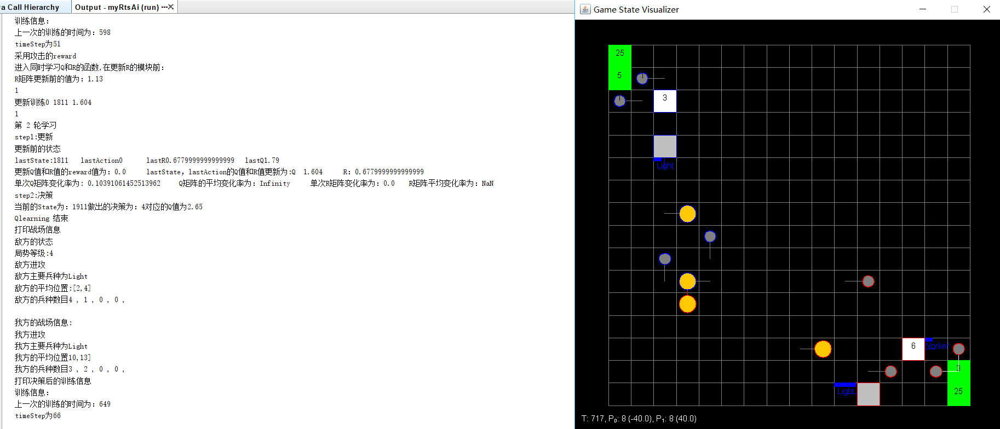 a Call Hierarchy
Output - myRtsAi (run)
训练信息：
上一次的训练的时间为：598
timeStep为51
采用攻击的reward
进入同时学习Q和R的函数,在更新R的模块前：
R矩阵更新前的值为：1.13
1
更新训练0 1811 1.604
1
第 2 轮学习
step1:更新
更新前的状态
lastState:1811 lastAction0 lastR0.6779999999999999 lastQ1.79
更新Q值和R值的reward值为：0.0 lastState，lastAction的Q值和R值更新为:Q 1.604 R：0.6779999999999999
单次Q矩阵变化率为：0.10391061452513962 Q矩阵的平均变化率为：Infinity 单次R矩阵变化率为：0.0 R矩阵平均变化率为：NaN
step2:决策
当前的State为：1911做出的决策为：4对应的Q值为2.65
Qlearning 结束
打印战场信息
敌方的状态
局势等级:4
敌方进攻
敌方主要兵种为Light
敌方的平均位置:[2,4]
敌方的兵种数目4 , 1 , 0 , 0 ,
我方的战场信息:
我方进攻
我方主要兵种为Light
我方的平均位置10,13]
我方的兵种数目3 , 2 , 0 , 0 ,
打印决策后的训练信息
训练信息：
上一次的训练的时间为：649
timeStep为66
Game State Visualizer
25
5
3
Light
6
Worker
3
Light
25
T: 717, P₀: 8 (-40.0), P₁: 8 (40.0)